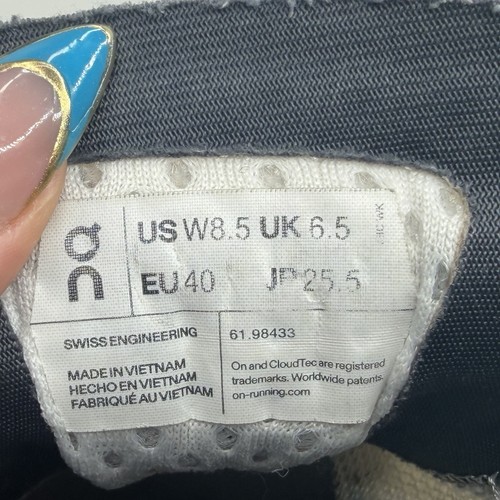 On
US W8.5 UK 6.5
EU 40 JP 25.5
SWISS ENGINEERING
MADE IN VIETNAM
HECHO EN VIETNAM
FABRIQUÉ AU VIETNAM
61.98433
On and CloudTec are registered
trademarks. Worldwide patents.
on-running.com